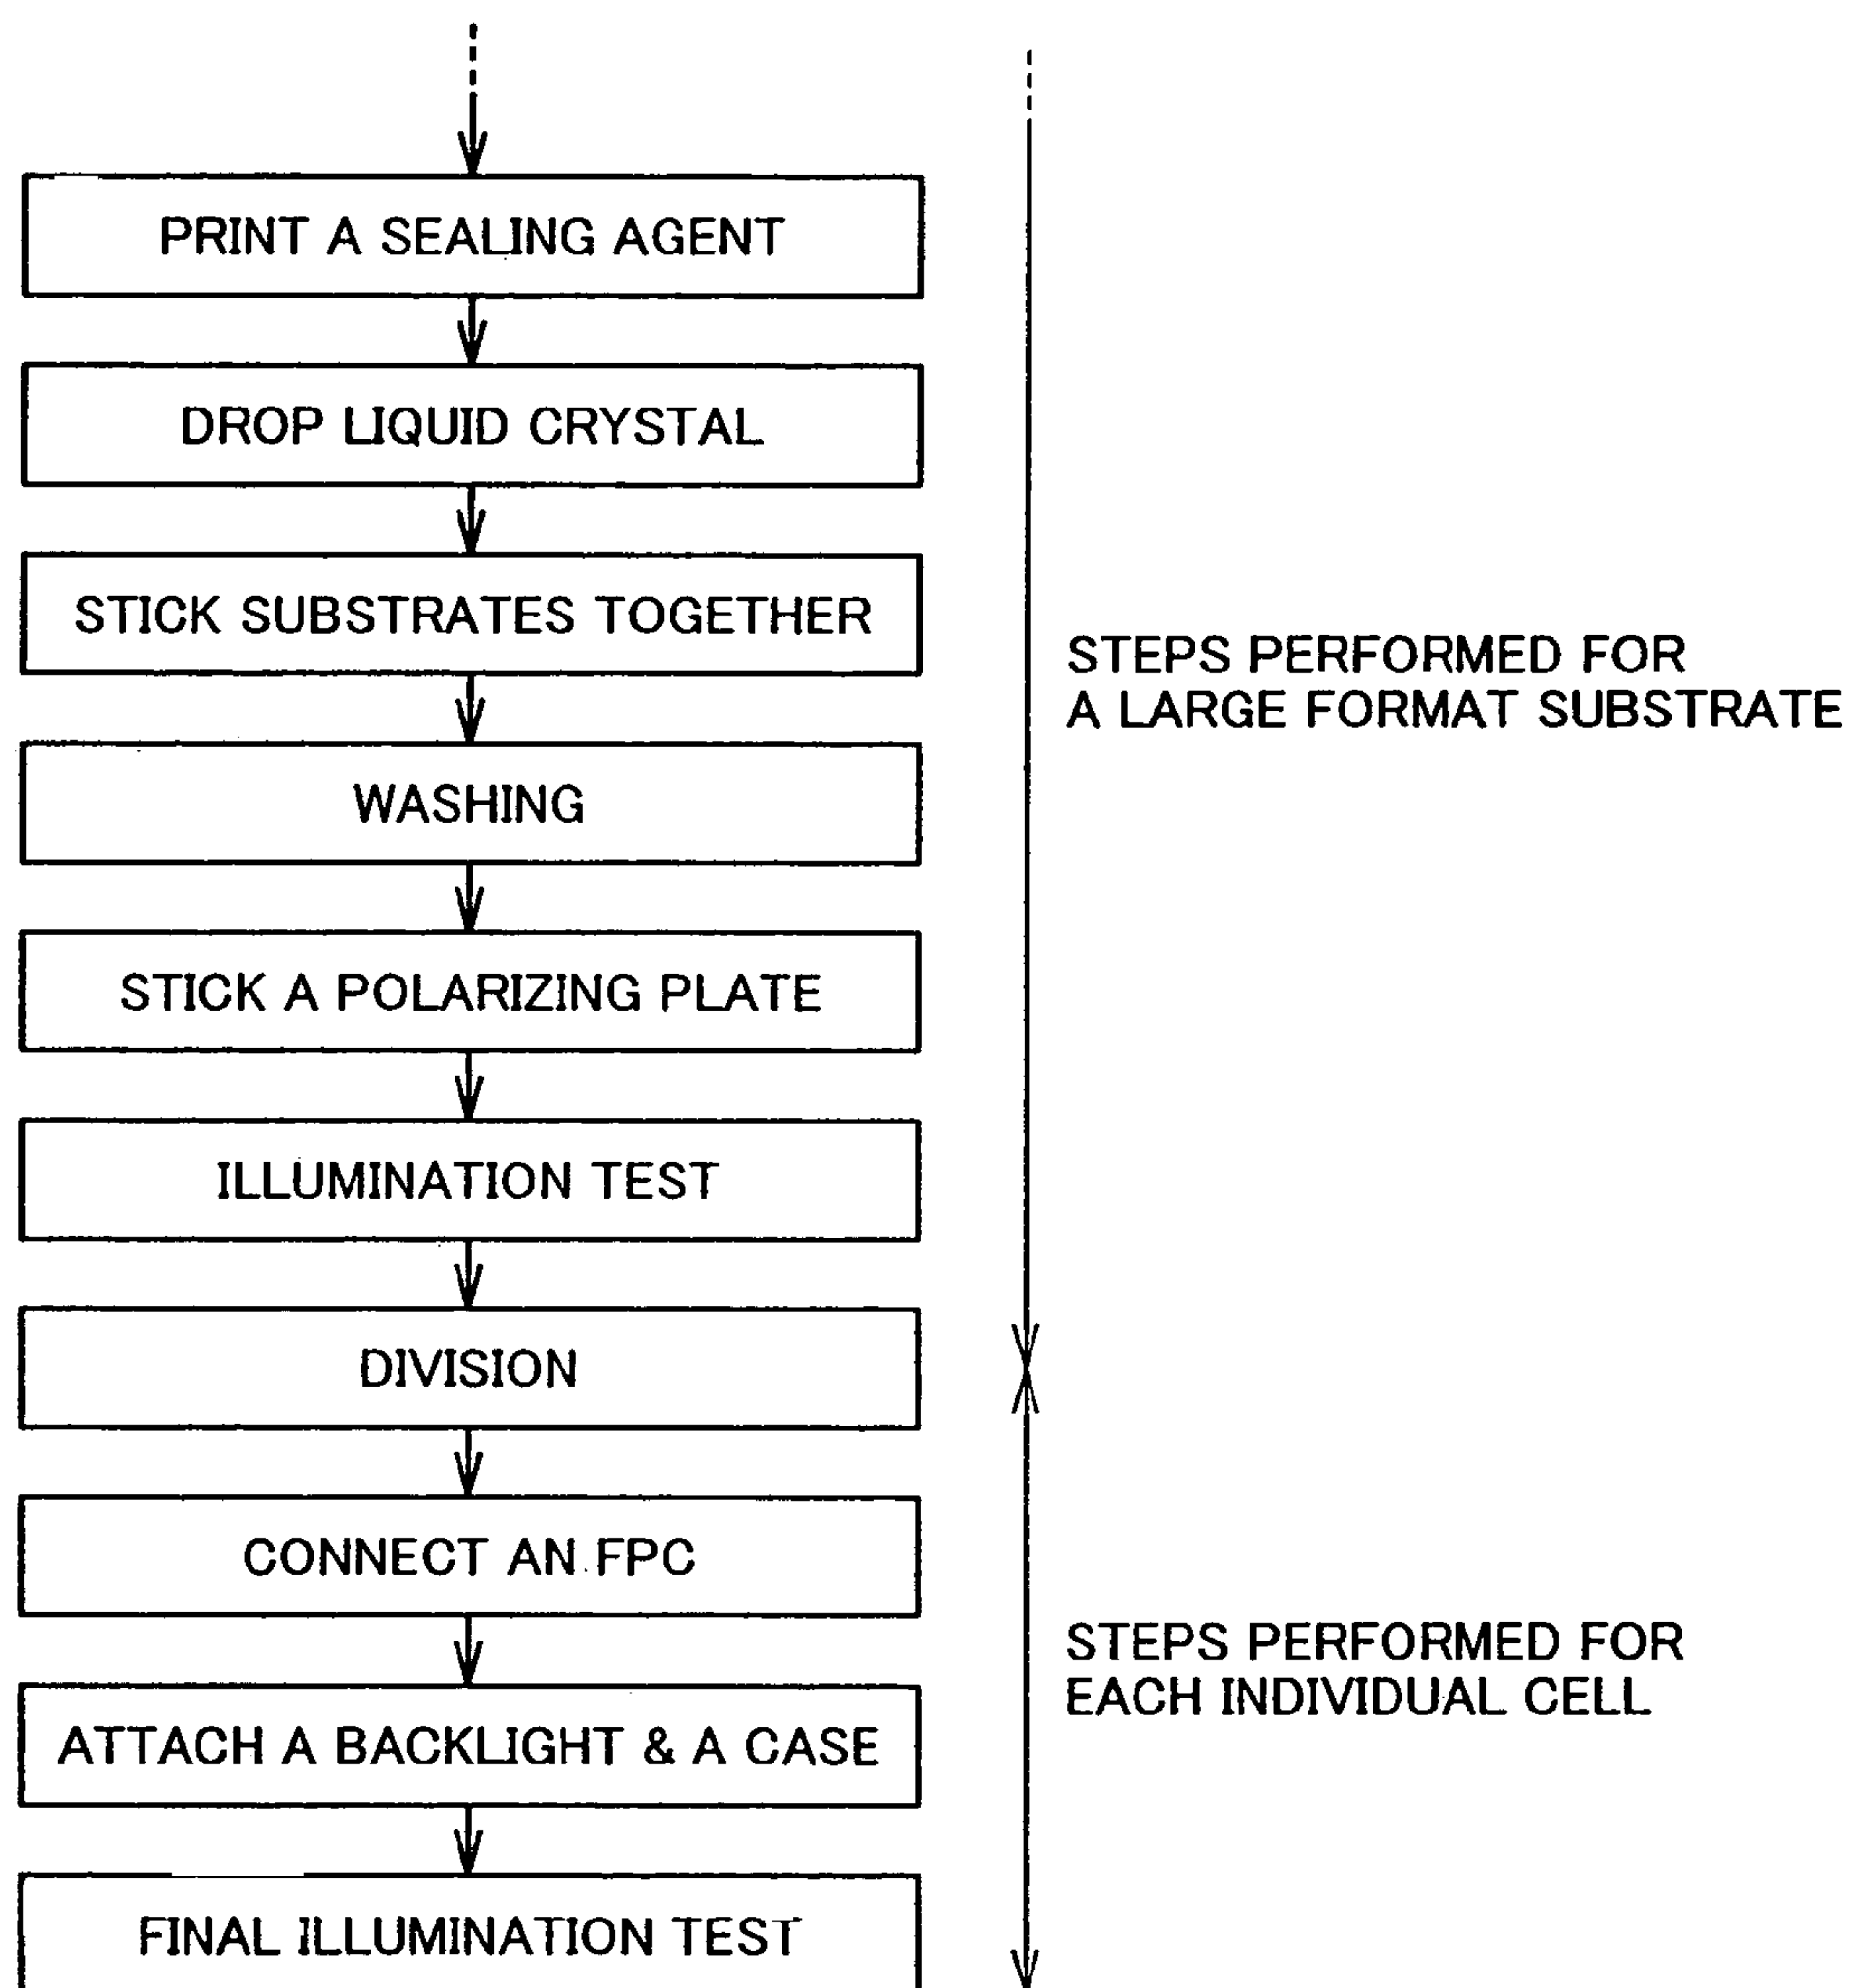 PRINT A SEALING AGENT
DROP LIQUID CRYSTAL
STICK SUBSTRATES TOGETHER
STEPS PERFORMED FOR
A LARGE FORMAT SUBSTRATE
WASHING
STICK A POLARIZING PLATE
ILLUMINATION TEST
DIVISION
CONNECT AN FPC
STEPS PERFORMED FOR
EACH INDIVIDUAL CELL
ATTACH A BACKLIGHT & A CASE
FINAL ILLUMINATION TEST